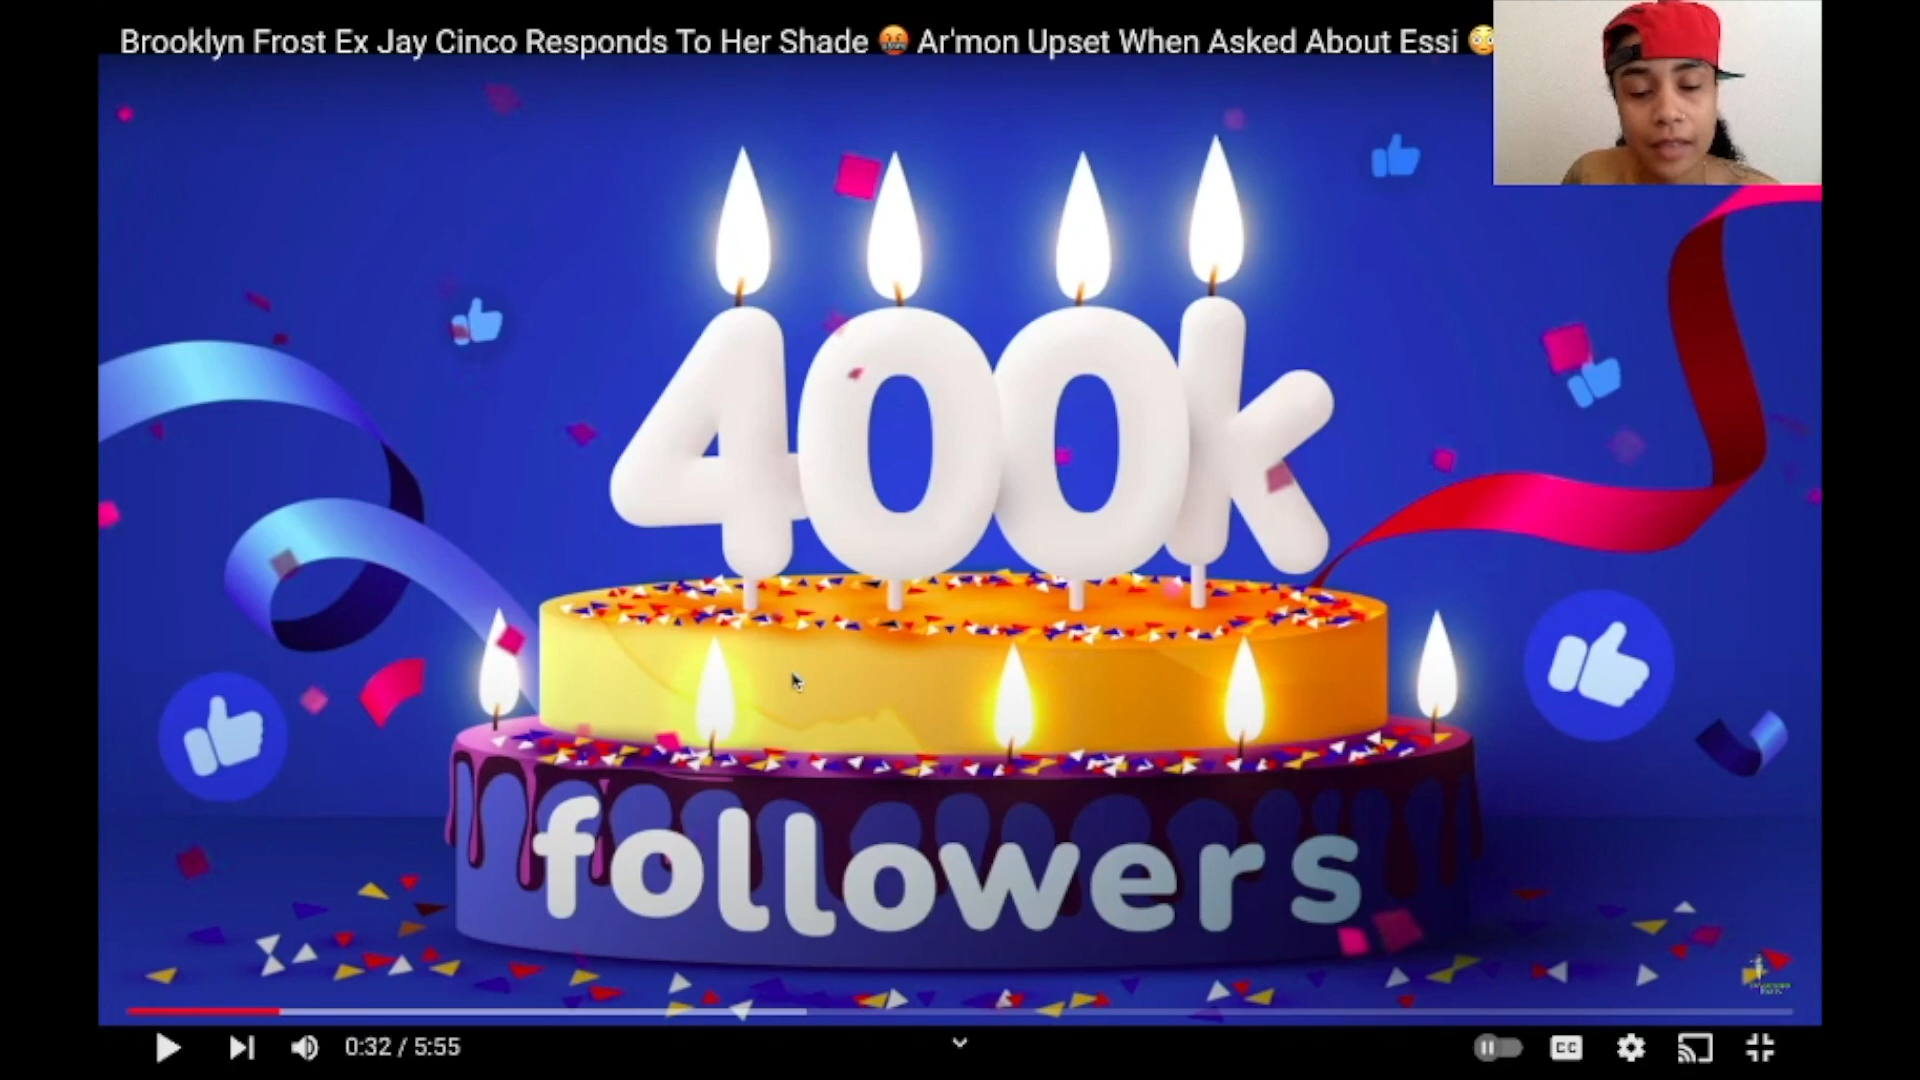 Brooklyn Frost Ex Jay Cinco Responds To Her Shade 🤬 Ar'mon Upset When Asked About Essi 😳
400k
followers
0:32 / 5:55
CC